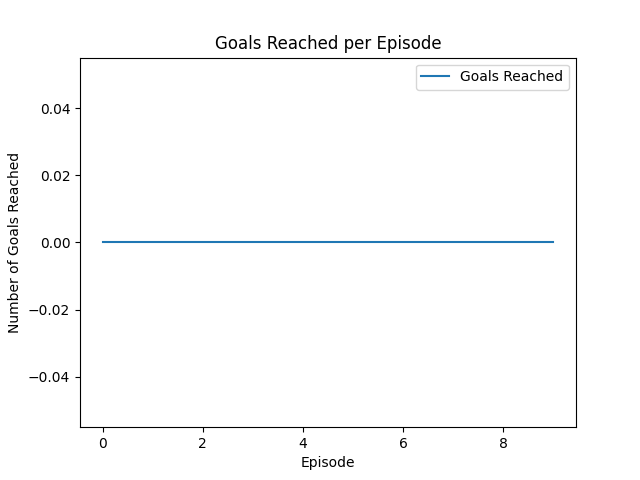 Goals Reached per Episode
Goals Reached
Number of Goals Reached
0.04
0.02
0.00
−0.02
−0.04
0 2 4 6 8
Episode